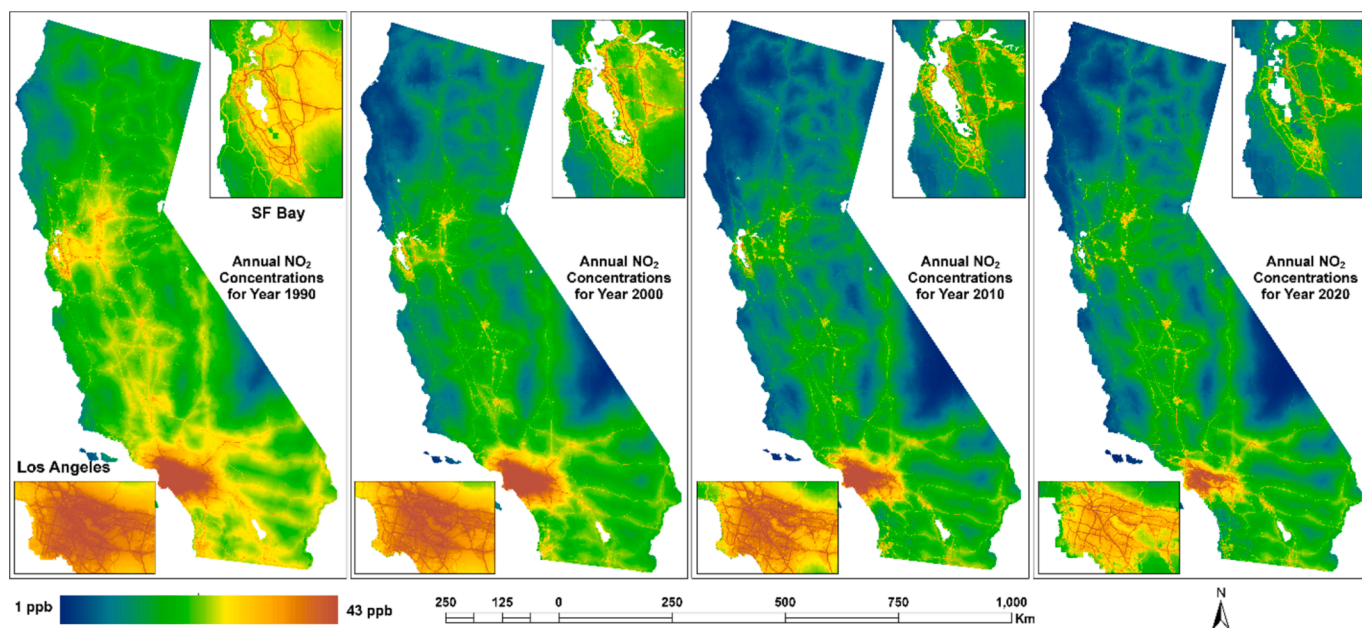 SF Bay
Annual NO₂
Concentrations
for Year 1990
Los Angeles
Annual NO₂
Concentrations
for Year 2000
Annual NO₂
Concentrations
for Year 2010
Annual NO₂
Concentrations
for Year 2020
1 ppb
43 ppb
250 125 0 250 500 750 1,000
Km
N